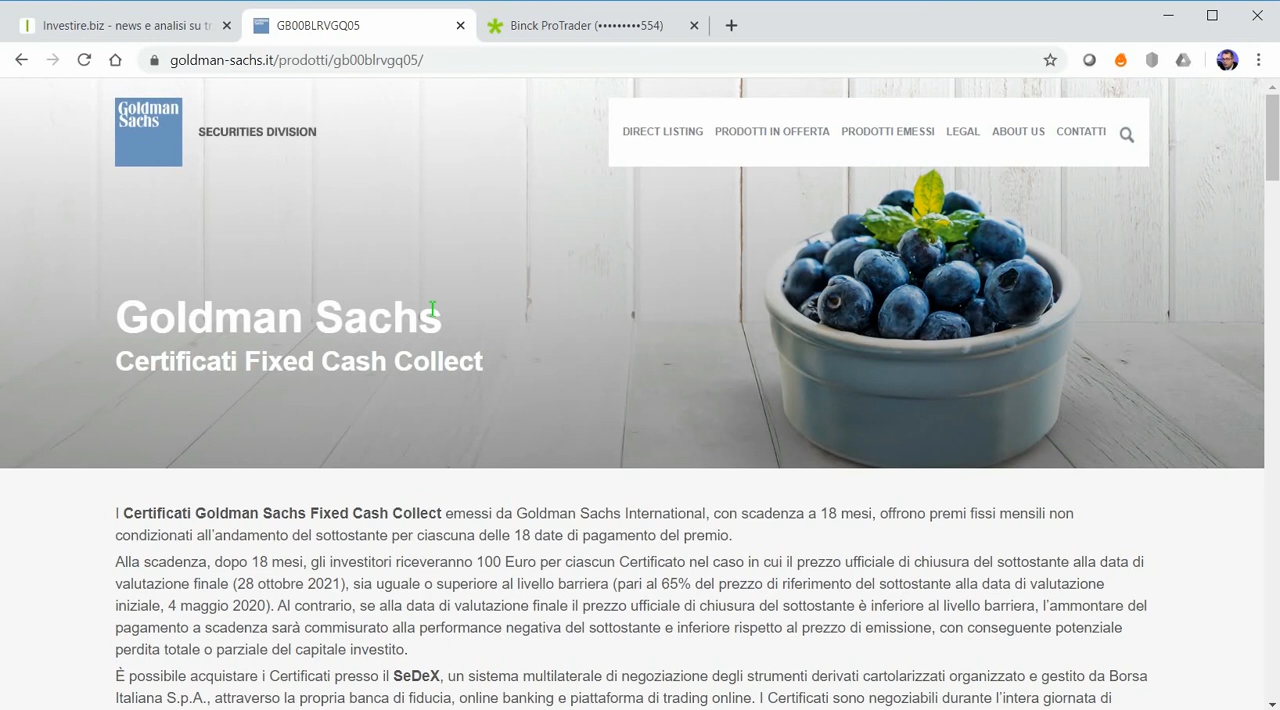 Investire.biz - news e analisi su tr
GB00BLRVGQ05
Binck ProTrader (•••••••••554)
goldman-sachs.it/prodotti/gb00blrvgq05/
Goldman
Sachs
SECURITIES DIVISION
DIRECT LISTING
PRODOTTI IN OFFERTA
PRODOTTI EMESSI
LEGAL
ABOUT US
CONTATTI
Goldman Sachs
Certificati Fixed Cash Collect
I Certificati Goldman Sachs Fixed Cash Collect emessi da Goldman Sachs International, con scadenza a 18 mesi, offrono premi fissi mensili non
condizionati all’andamento del sottostante per ciascuna delle 18 date di pagamento del premio.
Alla scadenza, dopo 18 mesi, gli investitori riceveranno 100 Euro per ciascun Certificato nel caso in cui il prezzo ufficiale di chiusura del sottostante alla data di
valutazione finale (28 ottobre 2021), sia uguale o superiore al livello barriera (pari al 65% del prezzo di riferimento del sottostante alla data di valutazione
iniziale, 4 maggio 2020). Al contrario, se alla data di valutazione finale il prezzo ufficiale di chiusura del sottostante è inferiore al livello barriera, l’ammontare del
pagamento a scadenza sarà commisurato alla performance negativa del sottostante e inferiore rispetto al prezzo di emissione, con conseguente potenziale
perdita totale o parziale del capitale investito.
È possibile acquistare i Certificati presso il SeDeX, un sistema multilaterale di negoziazione degli strumenti derivati cartolarizzati organizzato e gestito da Borsa
Italiana S.p.A., attraverso la propria banca di fiducia, online banking e piattaforma di trading online. I Certificati sono negoziabili durante l’intera giornata di